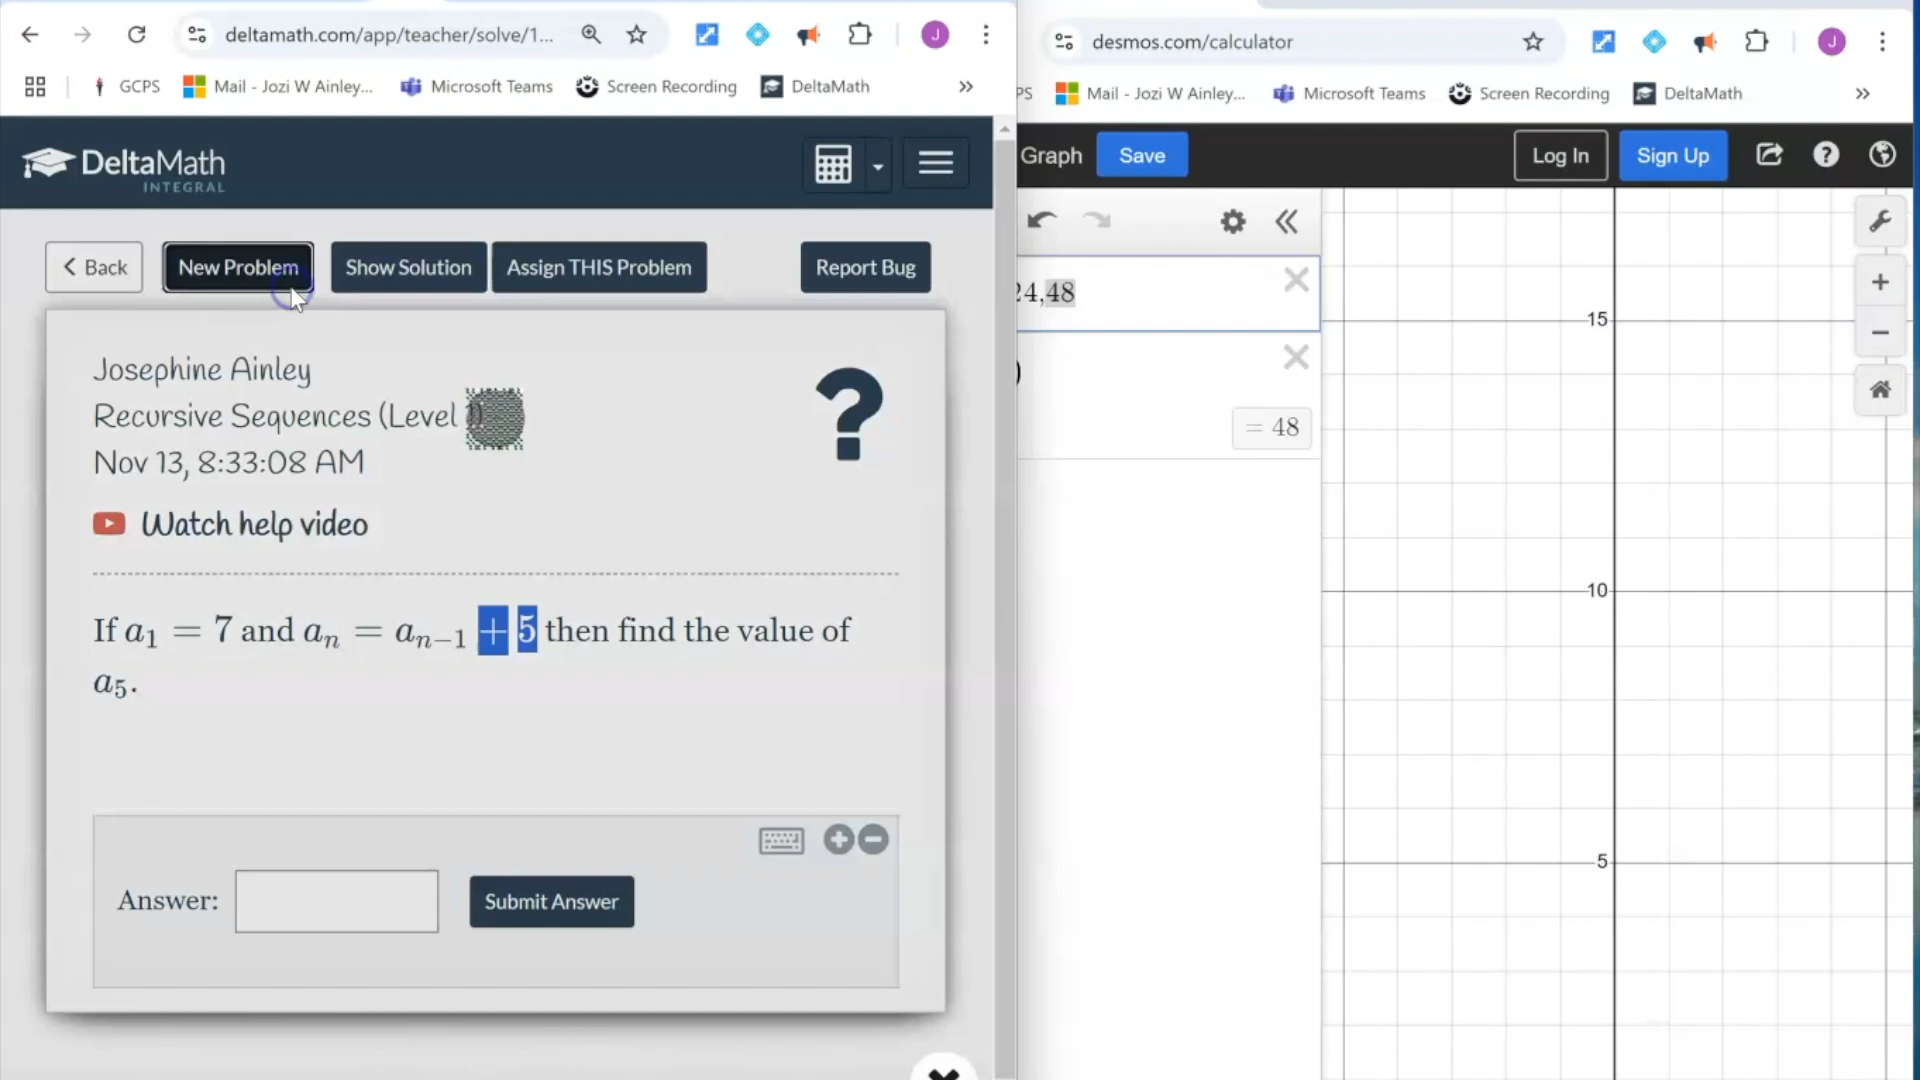 deltamath.com/app/teacher/solve/1...
J
GCPS
Mail - Jozi W Ainley...
Microsoft Teams
Screen Recording
DeltaMath
»
DeltaMath
INTEGRAL
Back
New Problem
Show Solution
Assign THIS Problem
Report Bug
Josephine Ainley
Recursive Sequences (Level 1)
Nov 13, 8:33:08 AM
?
Watch help video
If a₁ = 7 and aₙ = aₙ₋₁ + 5 then find the value of
a₅.
Answer:
Submit Answer
desmos.com/calculator
J
PS
Mail - Jozi W Ainley...
Microsoft Teams
Screen Recording
DeltaMath
»
Graph
Save
Log In
Sign Up
24,48
)
= 48
15
10
5